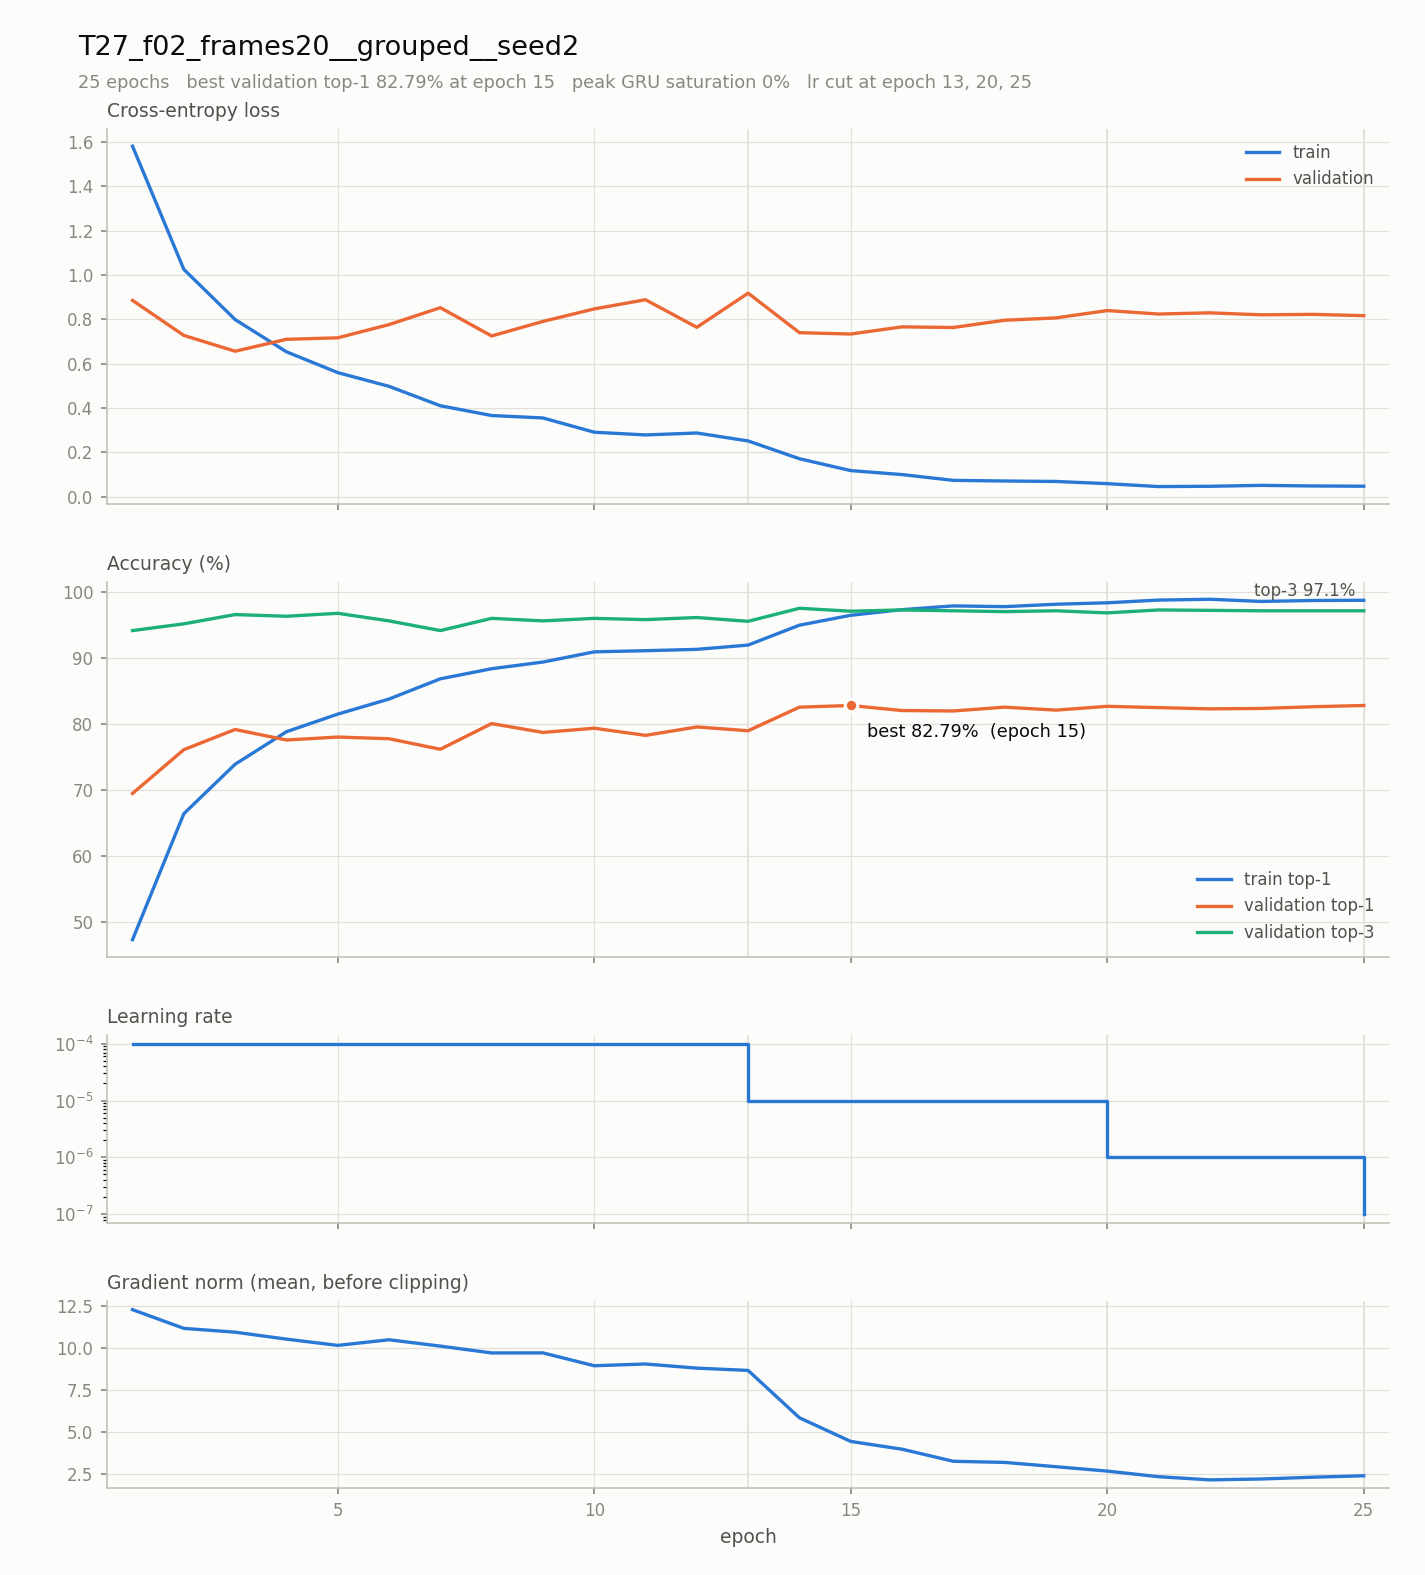 T27_f02_frames20__grouped__seed2
25 epochs   best validation top-1 82.79% at epoch 15   peak GRU saturation 0%   lr cut at epoch 13, 20, 25
Cross-entropy loss
1.6
1.4
1.2
1.0
0.8
0.6
0.4
0.2
0.0
train
validation
Accuracy (%)
100
90
80
70
60
50
top-3 97.1%
best 82.79%  (epoch 15)
train top-1
validation top-1
validation top-3
Learning rate
10⁻⁴
10⁻⁵
10⁻⁶
10⁻⁷
Gradient norm (mean, before clipping)
12.5
10.0
7.5
5.0
2.5
5 10 15 20 25
epoch